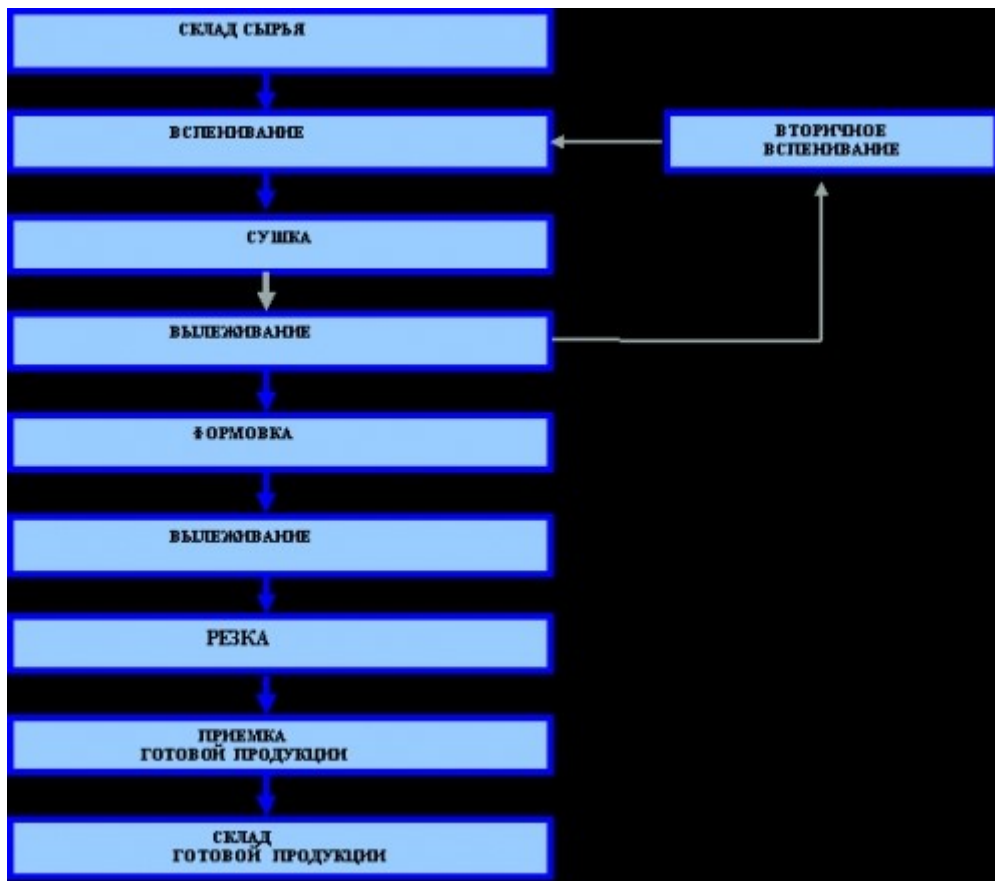 СКЛАД СЫРЬЯ
ВСПЕНИВАНИЕ
ВТОРИЧНОЕ
ВСПЕНИВАНИЕ
СУШКА
ВЫЛЕЖИВАНИЕ
ФОРМОВКА
ВЫЛЕЖИВАНИЕ
РЕЗКА
ПРИЕМКА
ГОТОВОЙ ПРОДУКЦИИ
СКЛАД
ГОТОВОЙ ПРОДУКЦИИ